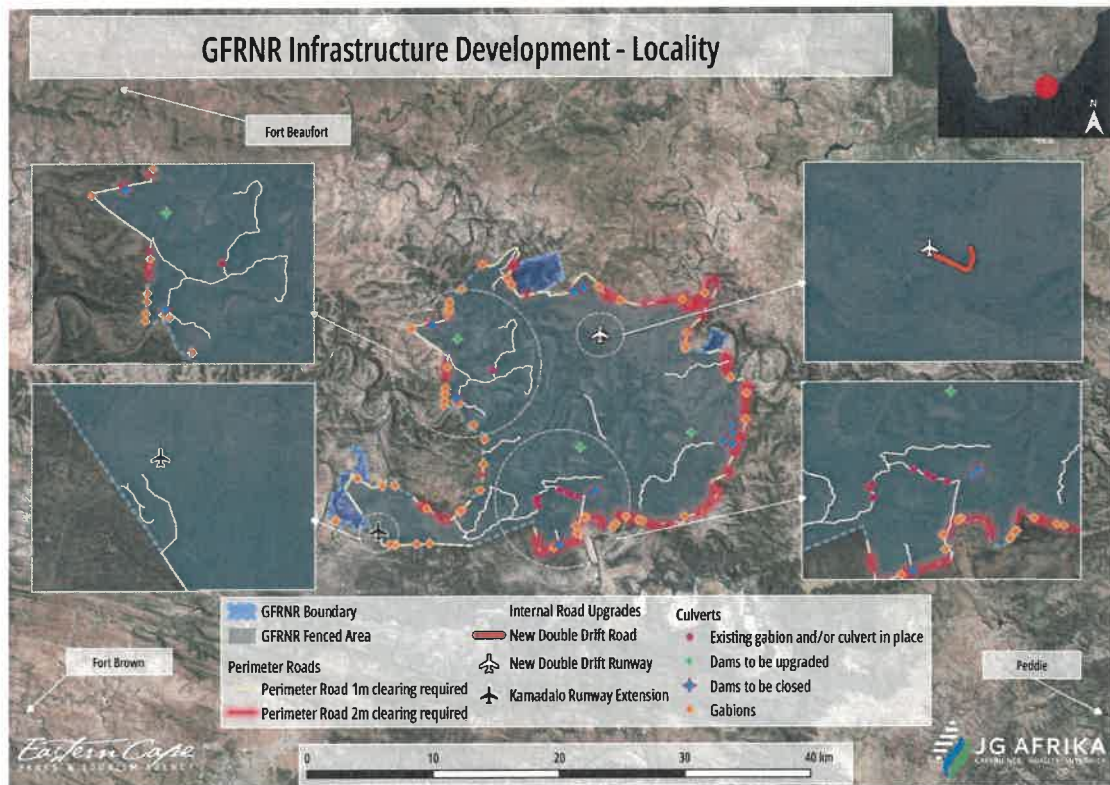 GFRNR Infrastructure Development - Locality
N
Fort Beaufort
GFRNR Boundary
GFRNR Fenced Area
Perimeter Roads
Perimeter Road 1m clearing required
Perimeter Road 2m clearing required
Internal Road Upgrades
New Double Drift Road
New Double Drift Runway
Kamadalo Runway Extension
Culverts
Existing gabion and/or culvert in place
Dams to be upgraded
Dams to be closed
Gabions
Fort Brown
Peddie
Eastern Cape
PARKS & TOURISM AGENCY
0 10 20 30 40 km
JG AFRIKA